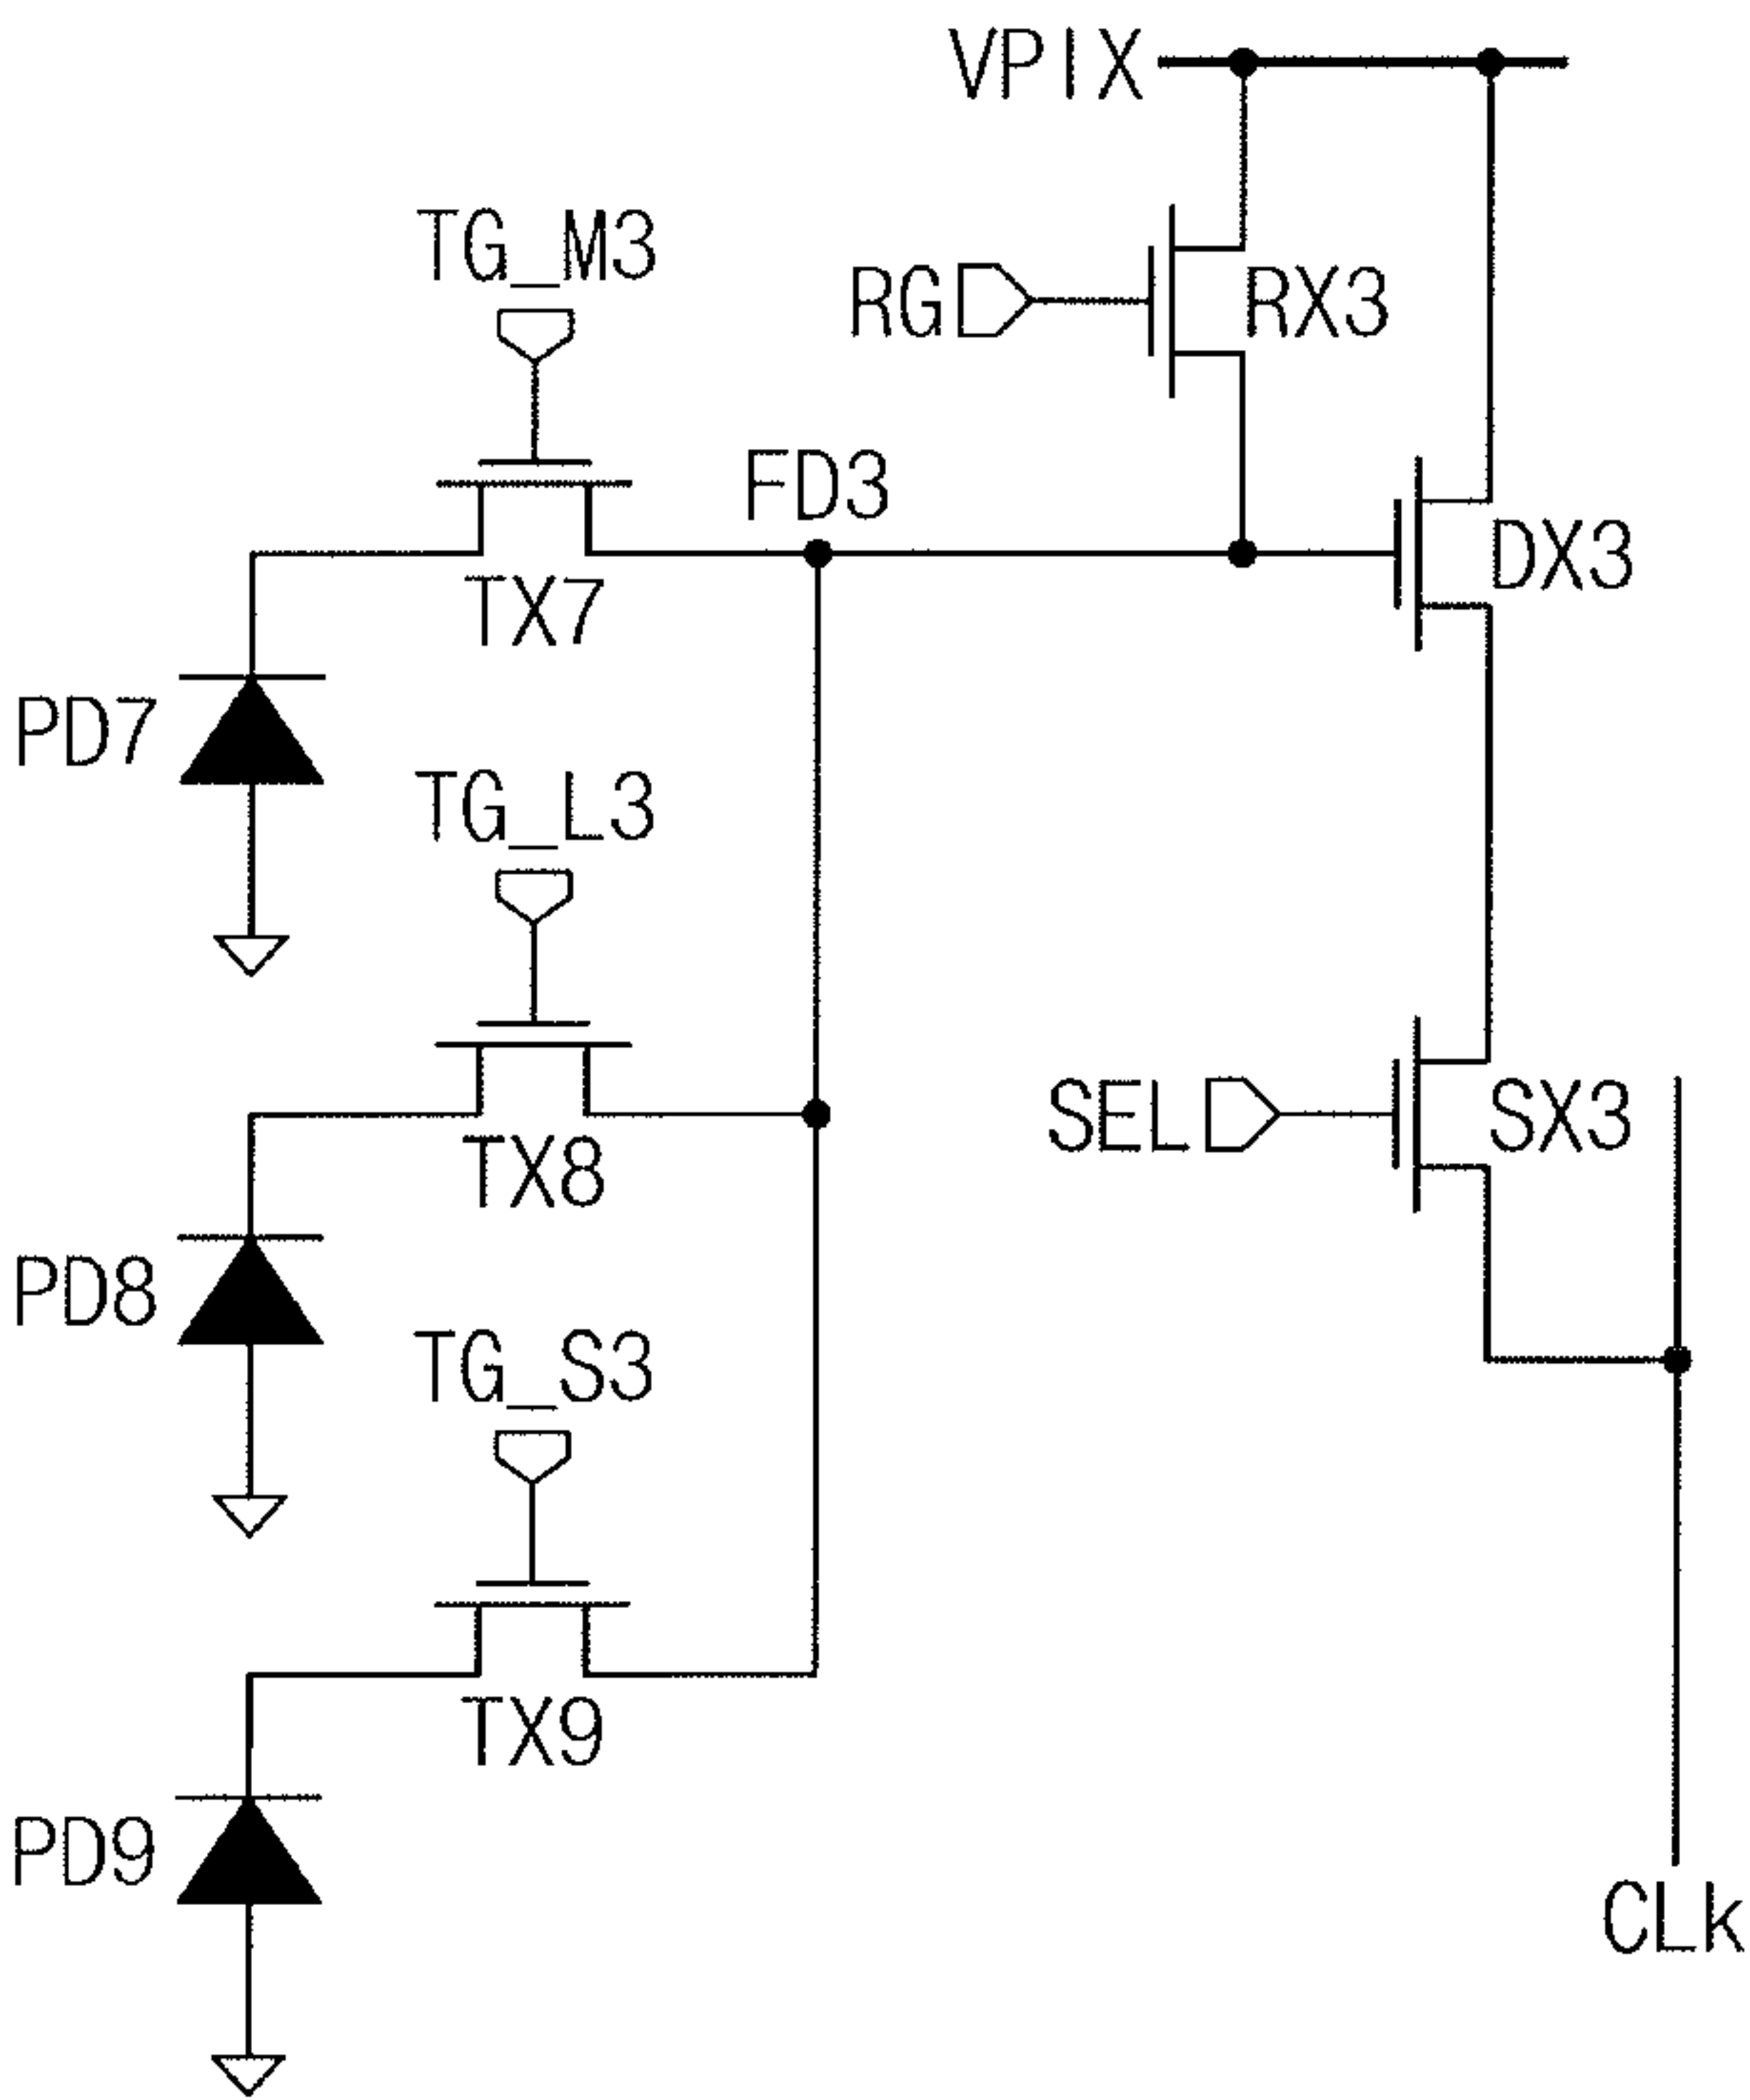 VPIX
TG_M3
RG
RX3
FD3
DX3
TX7
PD7
TG_L3
SEL
SX3
TX8
PD8
TG_S3
TX9
PD9
CLk